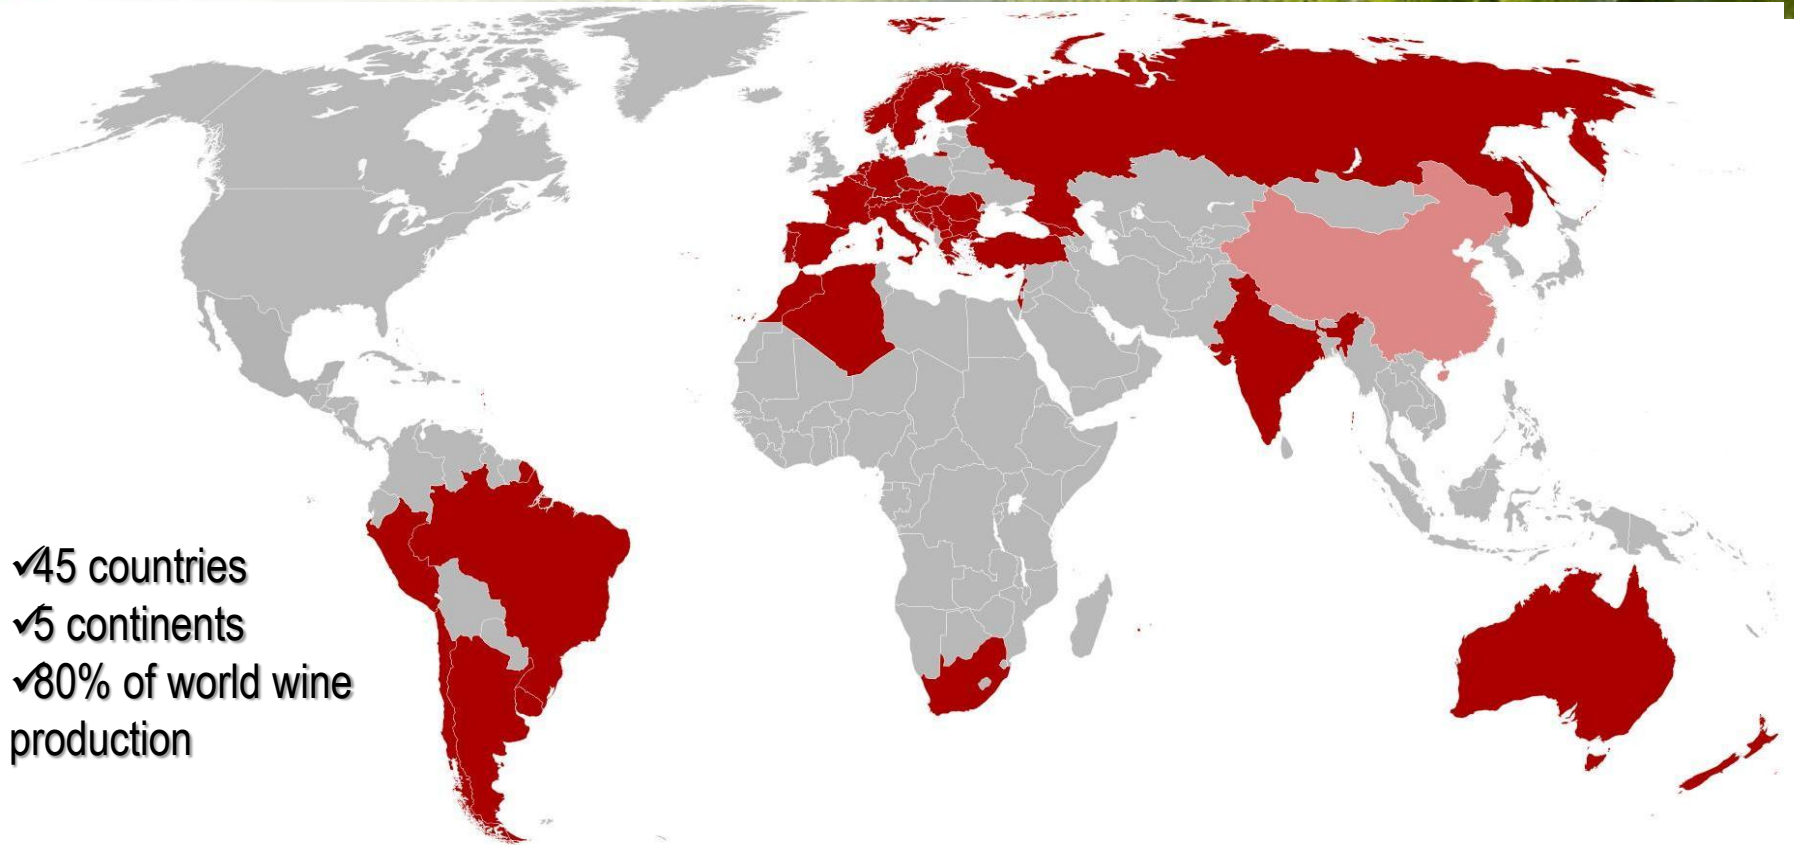 ✓45 countries
✓5 continents
✓80% of world wine
production